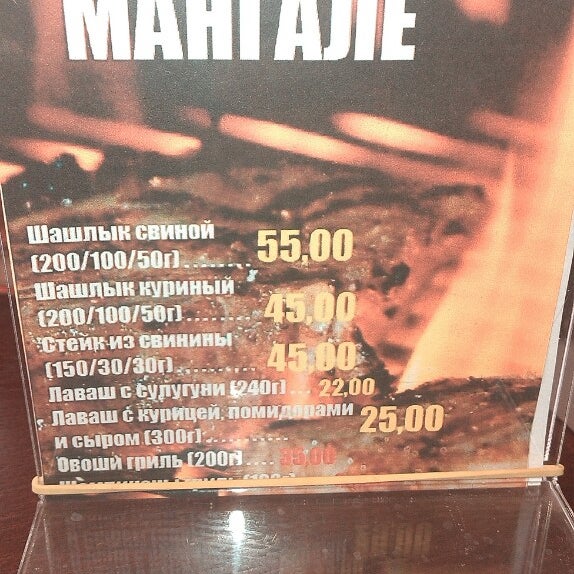 МАНГАЛЕ
Шашлык свиной
(200/100/50г)........ 55,00
Шашлык куриный
(200/100/50г)......... 45,00
Стейк из свинины
(150/30/30г)......... 45,00
Лаваш с сулугуни (240г)... 22,00
Лаваш с курицей, помидорами
и сыром (300г)........... 25,00
Овощи гриль (200г)....